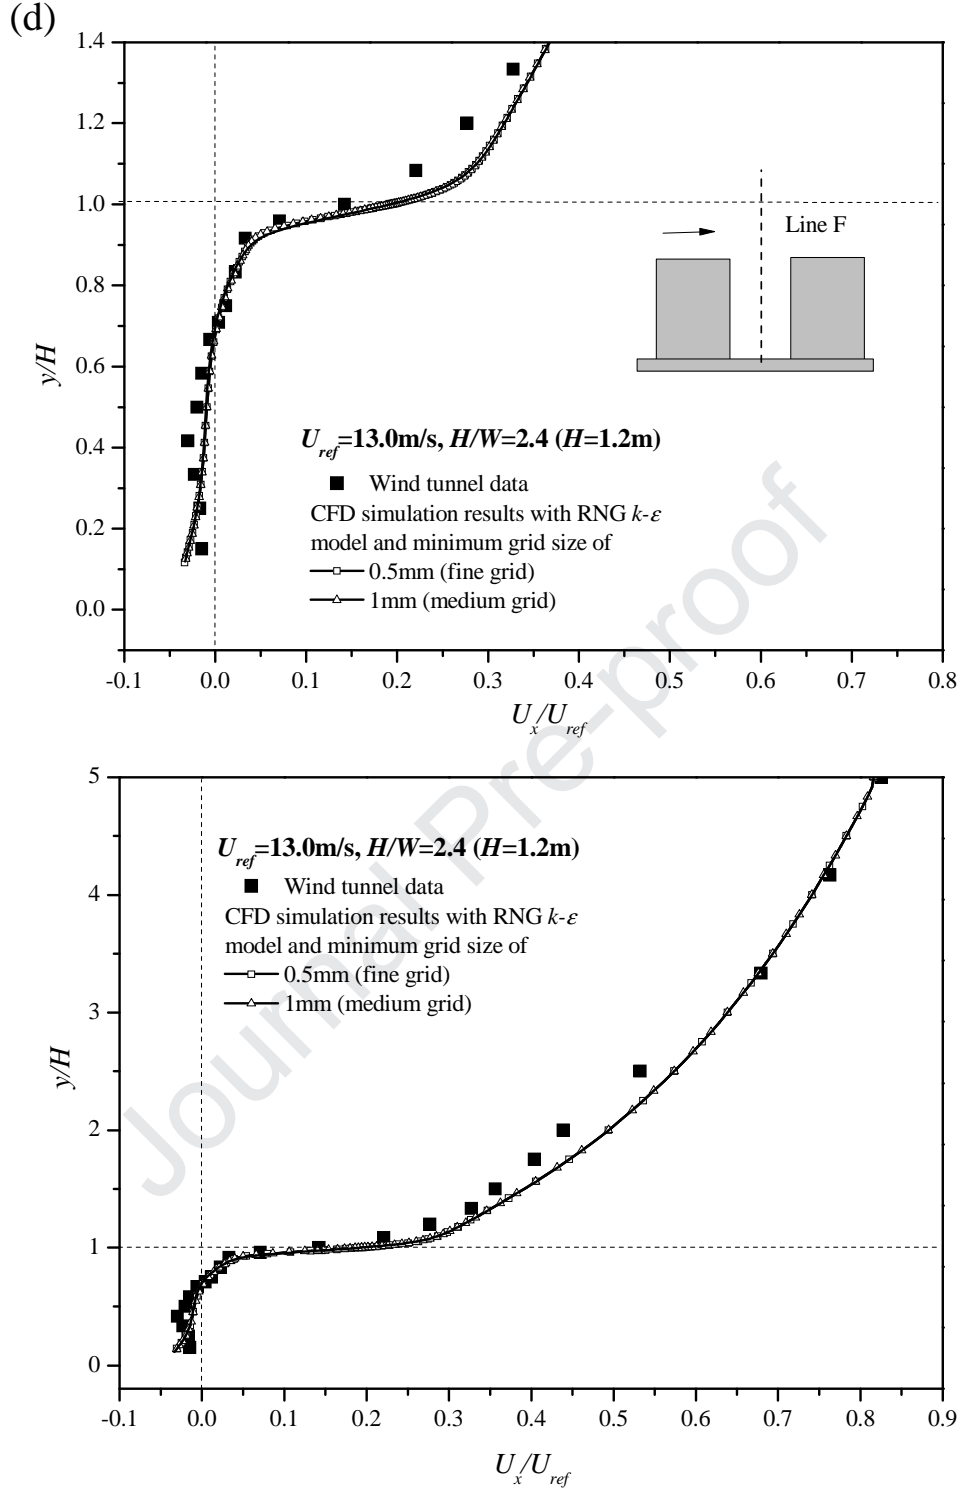 (d)
1.4
1.2
1.0
0.8
0.6
0.4
0.2
0.0
y/H
Line F
U_ref=13.0m/s, H/W=2.4 (H=1.2m)
Wind tunnel data
CFD simulation results with RNG k-ε
model and minimum grid size of
0.5mm (fine grid)
1mm (medium grid)
-0.1 0.0 0.1 0.2 0.3 0.4 0.5 0.6 0.7 0.8
U_x/U_ref
5
4
3
2
1
0
y/H
U_ref=13.0m/s, H/W=2.4 (H=1.2m)
Wind tunnel data
CFD simulation results with RNG k-ε
model and minimum grid size of
0.5mm (fine grid)
1mm (medium grid)
-0.1 0.0 0.1 0.2 0.3 0.4 0.5 0.6 0.7 0.8 0.9
U_x/U_ref
Journal Pre-proof